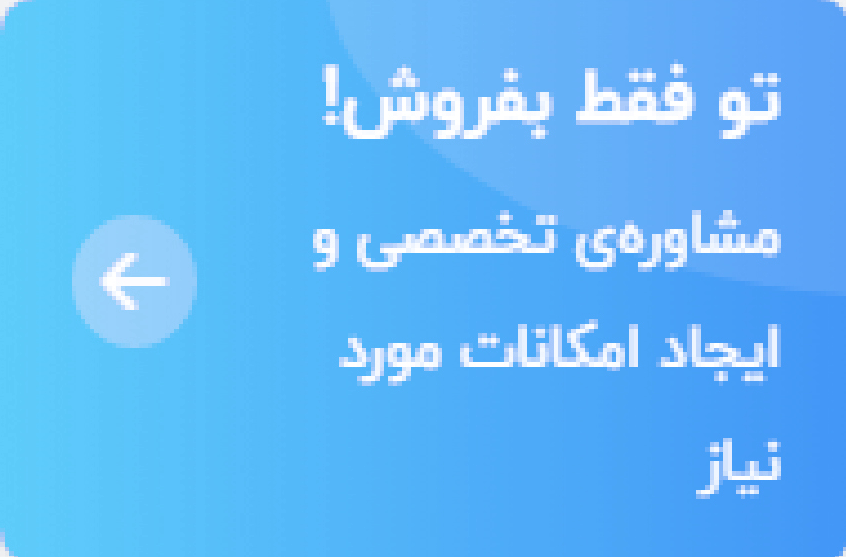 تو فقط بفروش!
مشاوره‌ی تخصصی و
ایجاد امکانات مورد
نیاز